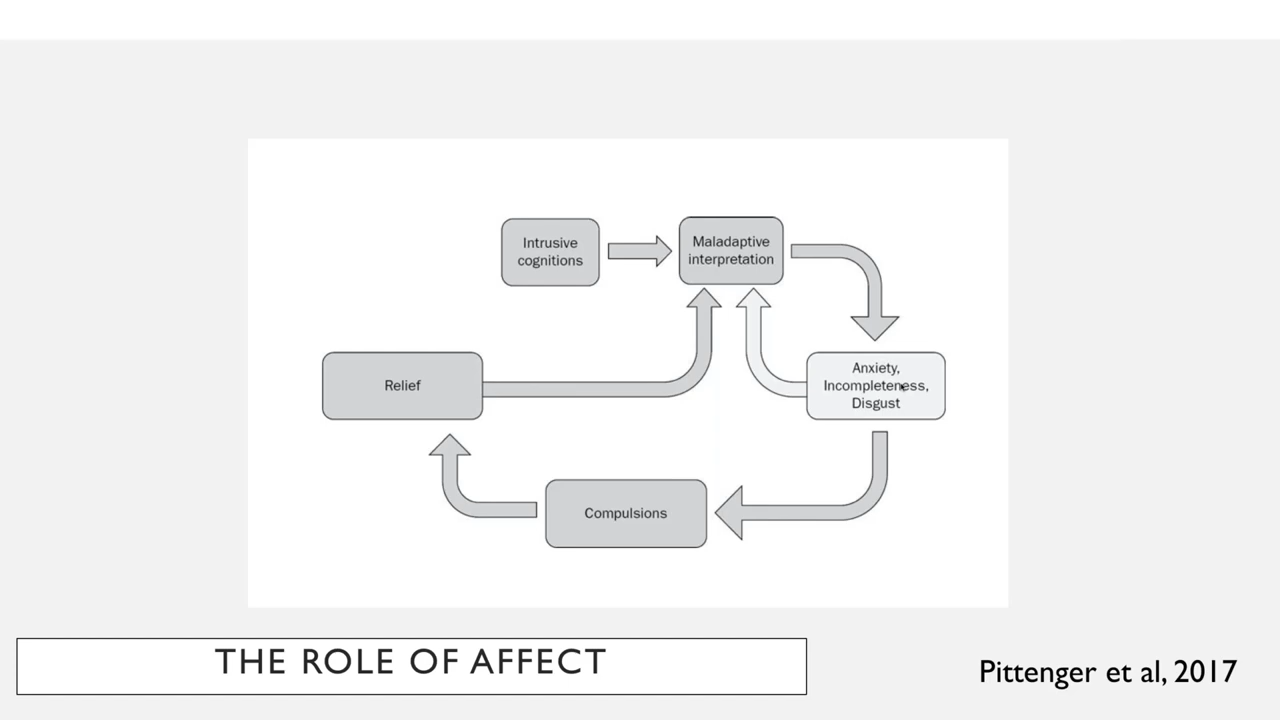 Intrusive
cognitions
Maladaptive
interpretation
Anxiety,
Incompleteness,
Disgust
Relief
Compulsions
THE ROLE OF AFFECT
Pittenger et al, 2017